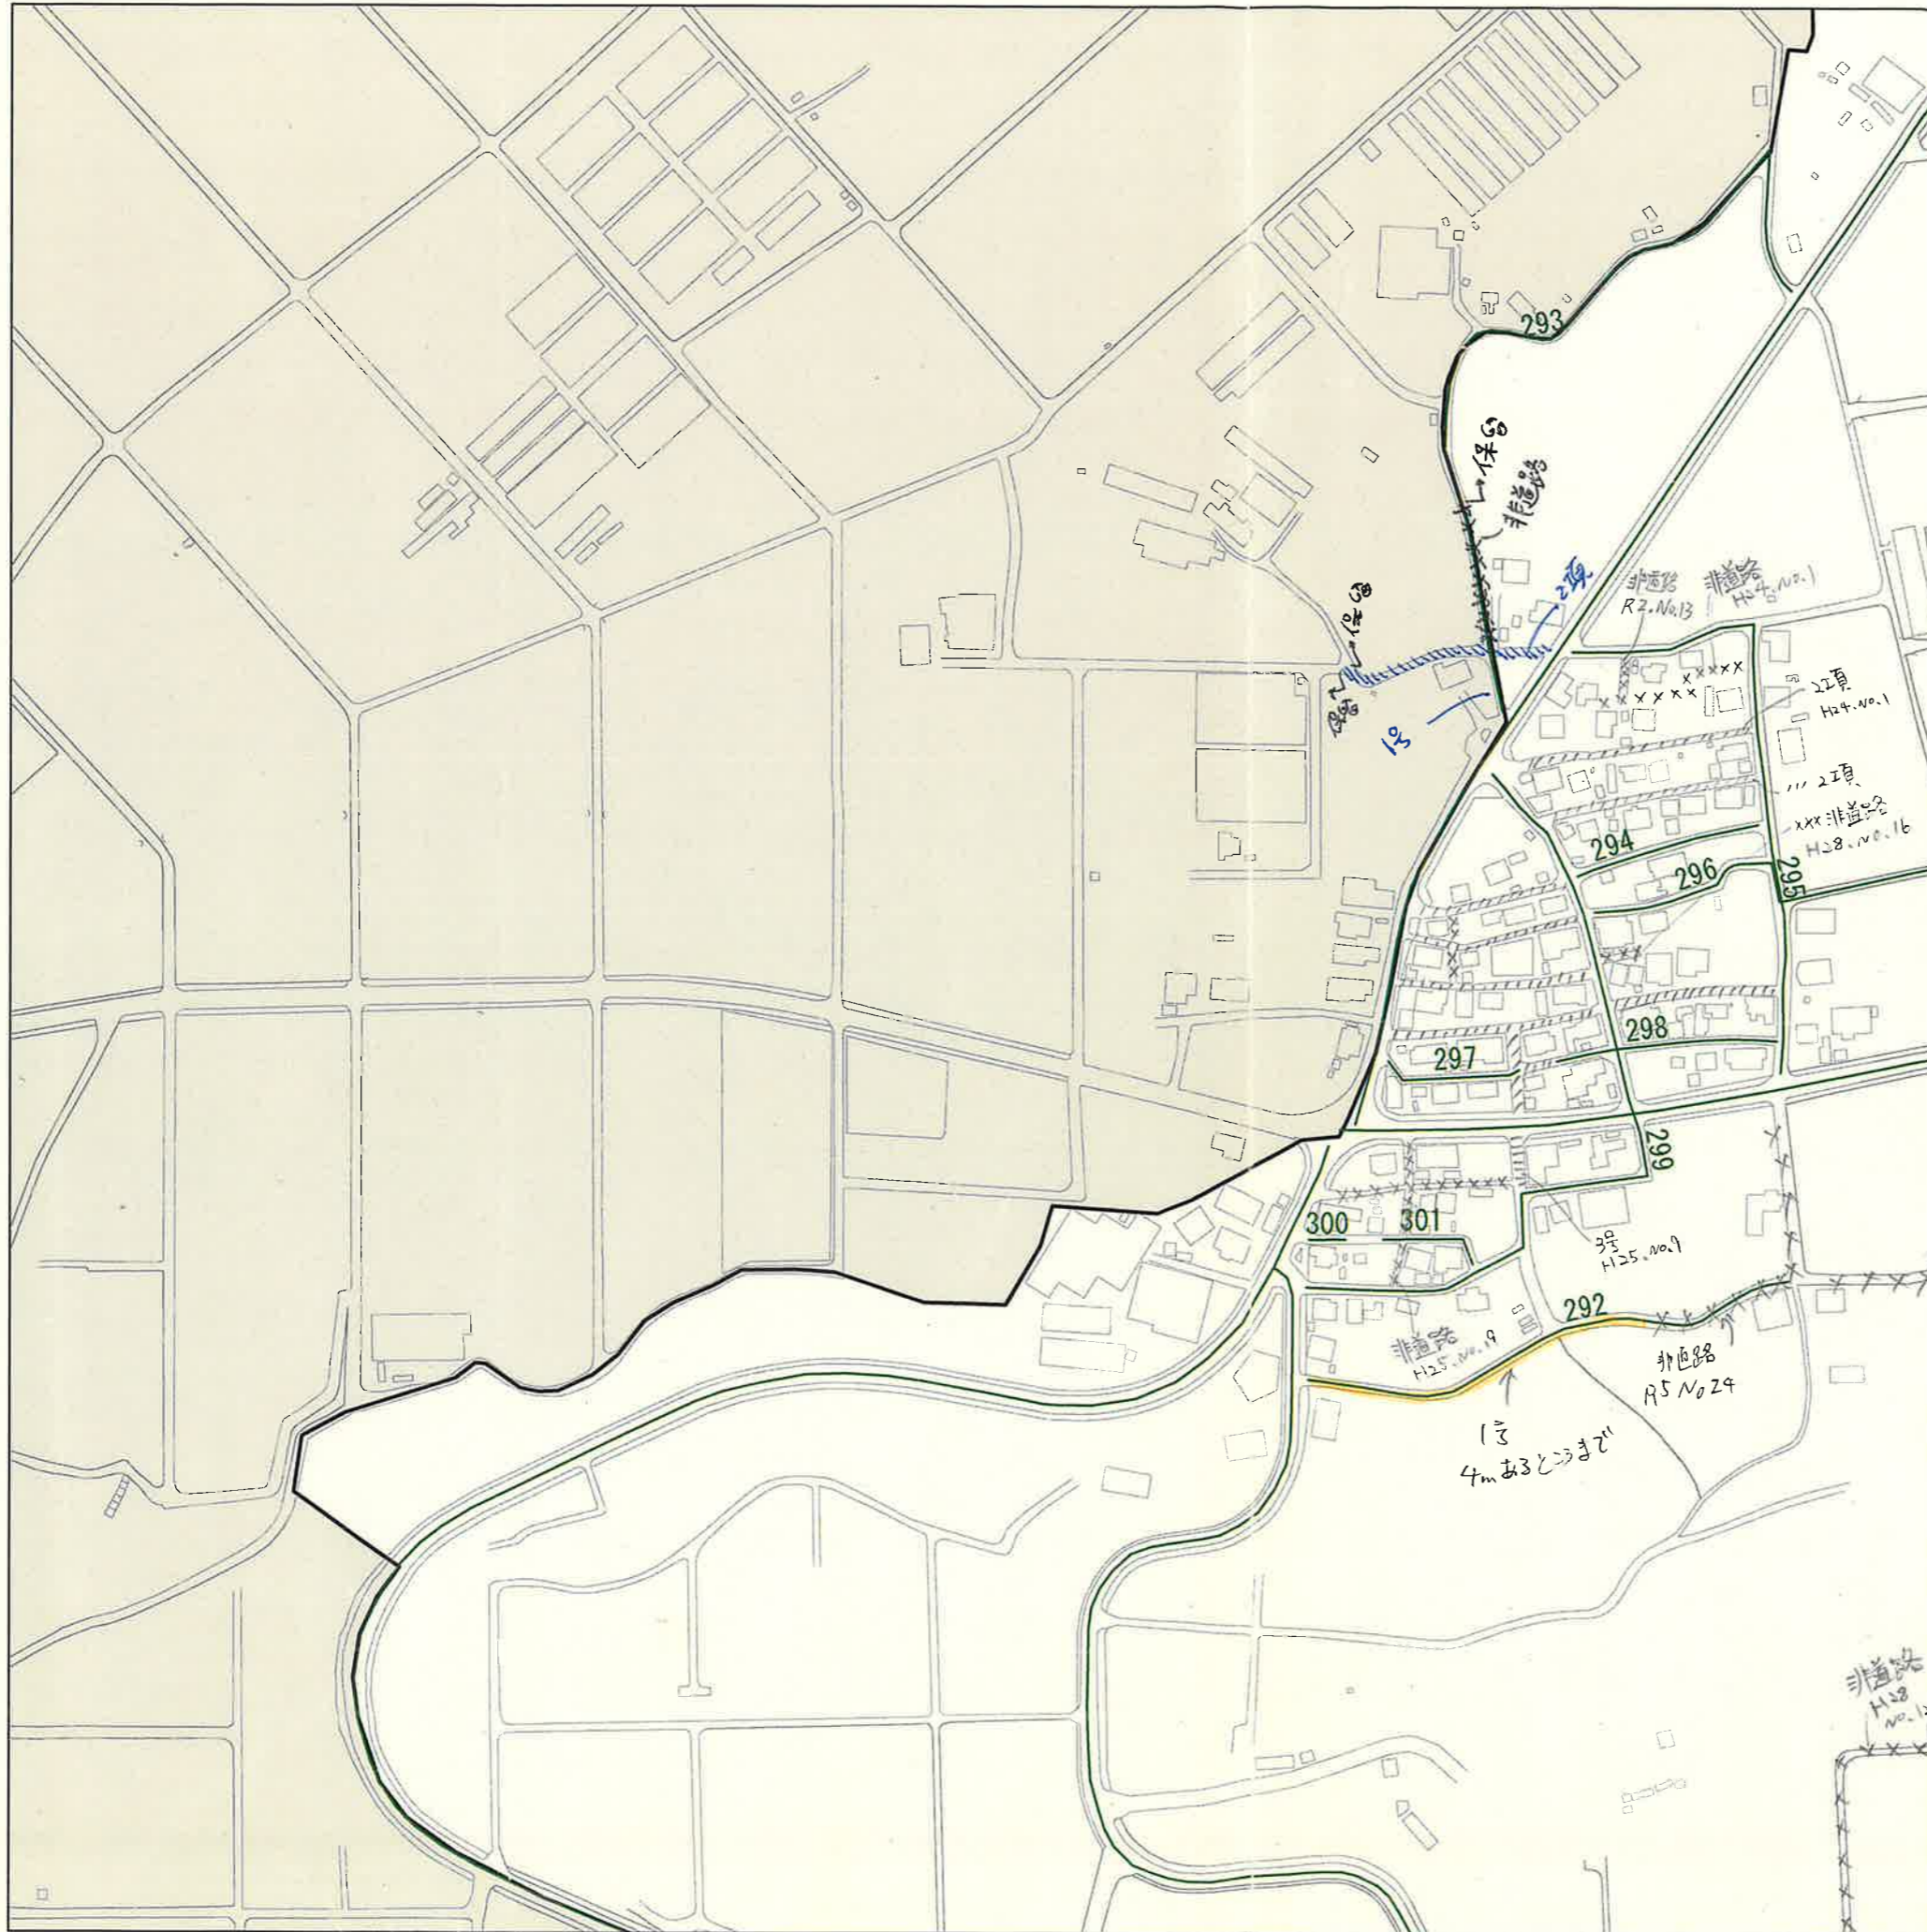 293
非道路
2項
非道路
R2.No.13
非道路
H24.No.1
1号
2項
H24.No.1
/// 2項
××× 非道路
H28.No.16
294
296
295
298
297
299
300
301
3号
H25.No.9
292
非道路
H25.No.19
非道路
R5 No24
1号
4mあるところまで
非道路
H28